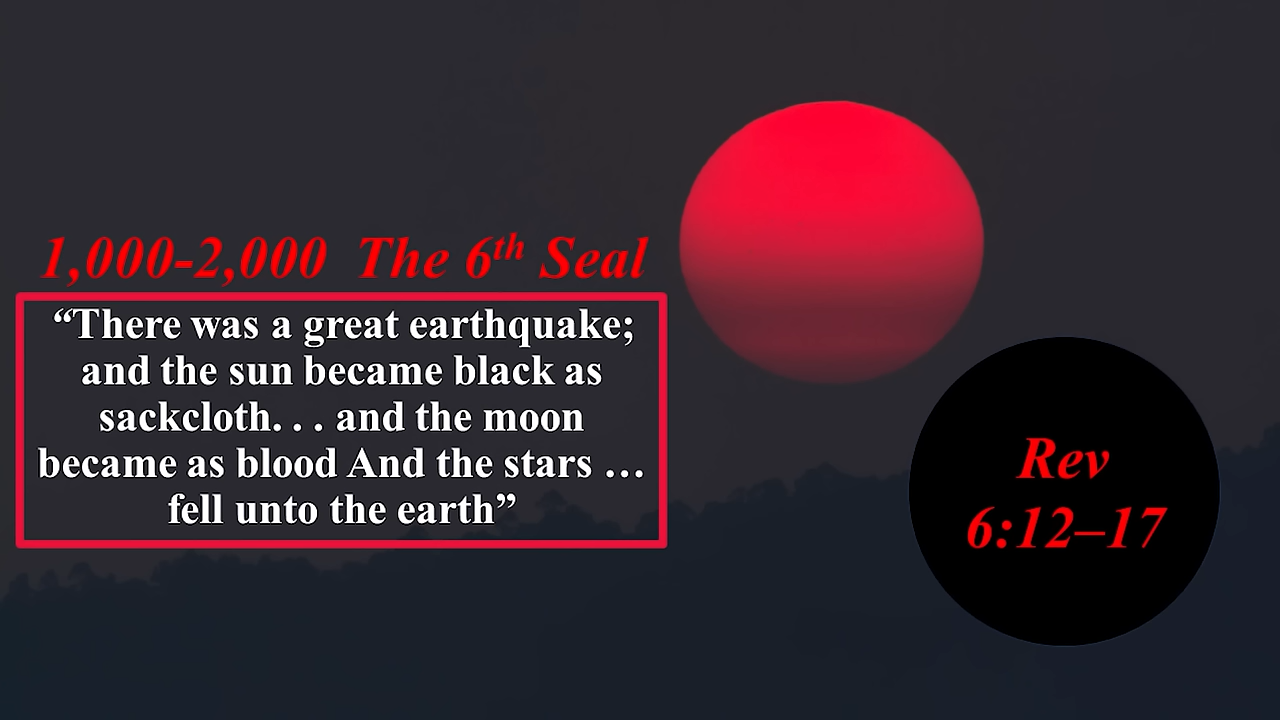 1,000-2,000 The 6th Seal
“There was a great earthquake;
and the sun became black as
sackcloth. . . and the moon
became as blood And the stars …
fell unto the earth”
Rev
6:12–17